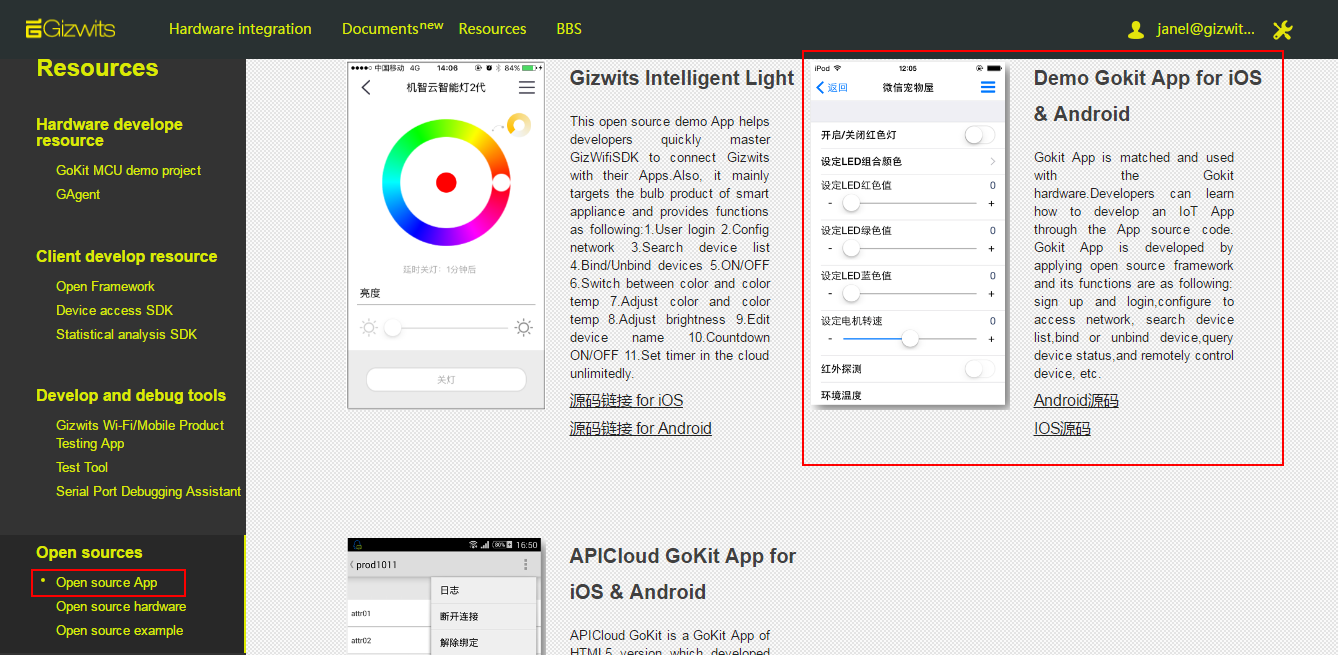 Gizwits
Hardware integration
Documents new
Resources
BBS
janel@gizwit...
Resources
Hardware develope
resource
GoKit MCU demo project
GAgent
Client develop resource
Open Framework
Device access SDK
Statistical analysis SDK
Develop and debug tools
Gizwits Wi-Fi/Mobile Product
Testing App
Test Tool
Serial Port Debugging Assistant
Open sources
Open source App
Open source hardware
Open source example
中国移动 4G 14:06 84%
机智云智能灯2代
延时关灯：1分钟后
亮度
关灯
Gizwits Intelligent Light
This open source demo App helps
developers quickly master
GizWifiSDK to connect Gizwits
with their Apps.Also, it mainly
targets the bulb product of smart
appliance and provides functions
as following:1.User login 2.Config
network 3.Search device list
4.Bind/Unbind devices 5.ON/OFF
6.Switch between color and color
temp 7.Adjust color and color
temp 8.Adjust brightness 9.Edit
device name 10.Countdown
ON/OFF 11.Set timer in the cloud
unlimitedly.
源码链接 for iOS
源码链接 for Android
iPod 12:05
返回 微信宠物屋
开启/关闭红色灯
设定LED组合颜色
设定LED红色值 0
- +
设定LED绿色值 0
- +
设定LED蓝色值 0
- +
设定电机转速 0
- +
红外探测
环境温度
Demo Gokit App for iOS
& Android
Gokit App is matched and used
with the Gokit
hardware.Developers can learn
how to develop an IoT App
through the App source code.
Gokit App is developed by
applying open source framework
and its functions are as following:
sign up and login,configure to
access network, search device
list,bind or unbind device,query
device status,and remotely control
device, etc.
Android源码
IOS源码
80% 16:50
prod1011
attr01
attr02
日志
断开连接
解除绑定
APICloud GoKit App for
iOS & Android
APICloud GoKit is a GoKit App of
HTML5 version which developed